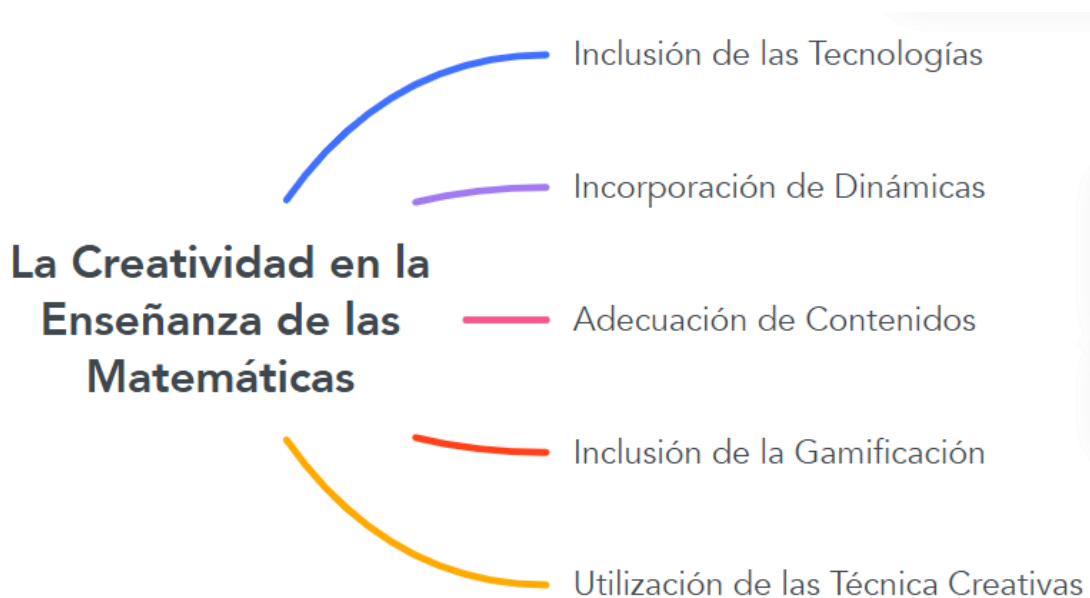 Inclusión de las Tecnologías
Incorporación de Dinámicas
La Creatividad en la
Enseñanza de las
Matemáticas
Adecuación de Contenidos
Inclusión de la Gamificación
Utilización de las Técnica Creativas